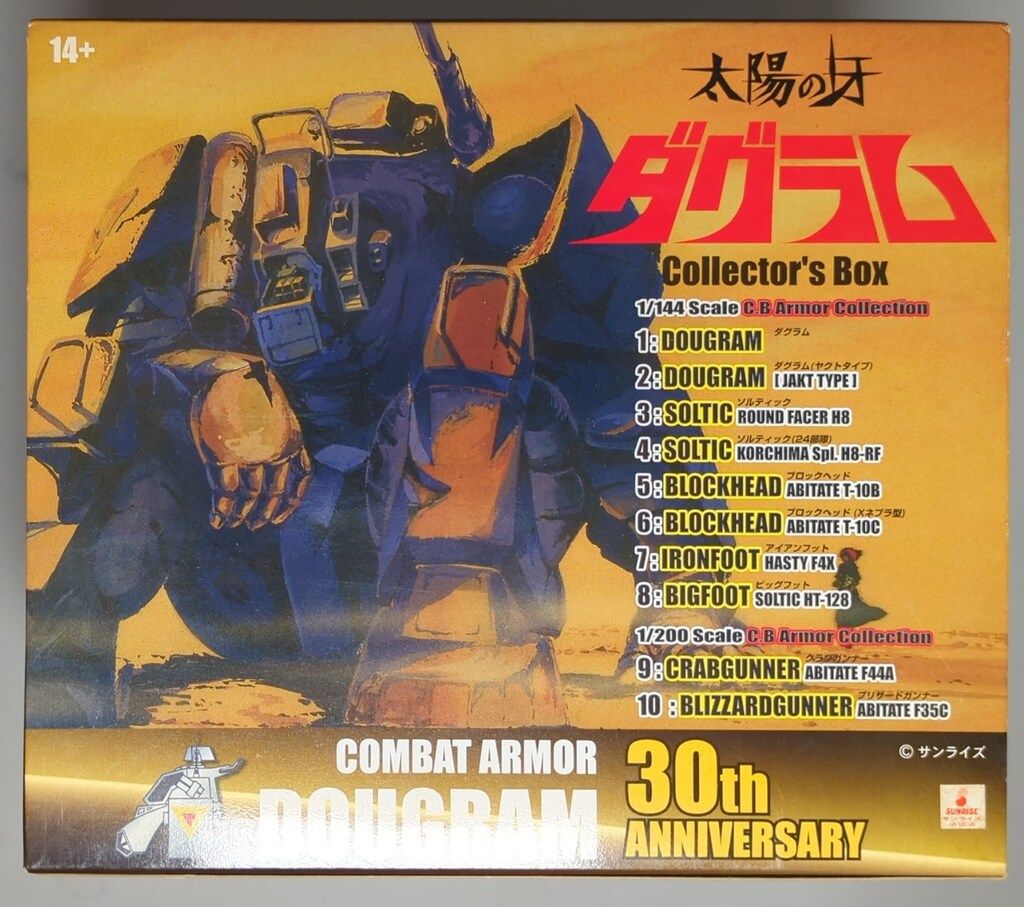 14+
太陽の牙
ダグラム
Collector's Box
1/144 Scale C.B Armor Collection
ダグラム
1:DOUGRAM
ダグラム(ヤクトタイプ)
2:DOUGRAM [JAKT TYPE]
ソルティック
3:SOLTIC ROUND FACER H8
ソルティック(24部隊)
4:SOLTIC KORCHIMA Spl. H8-RF
ブロックヘッド
5:BLOCKHEAD ABITATE T-10B
ブロックヘッド (Xネブラ型)
6:BLOCKHEAD ABITATE T-10C
アイアンフット
7:IRONFOOT HASTY F4X
ビッグフット
8:BIGFOOT SOLTIC HT-128
1/200 Scale C.B Armor Collection
クラブガンナー
9:CRABGUNNER ABITATE F44A
ブリザードガンナー
10:BLIZZARDGUNNER ABITATE F35C
COMBAT ARMOR
DOUGRAM
30th
ANNIVERSARY
© サンライズ
SUNRISE
サンライズ